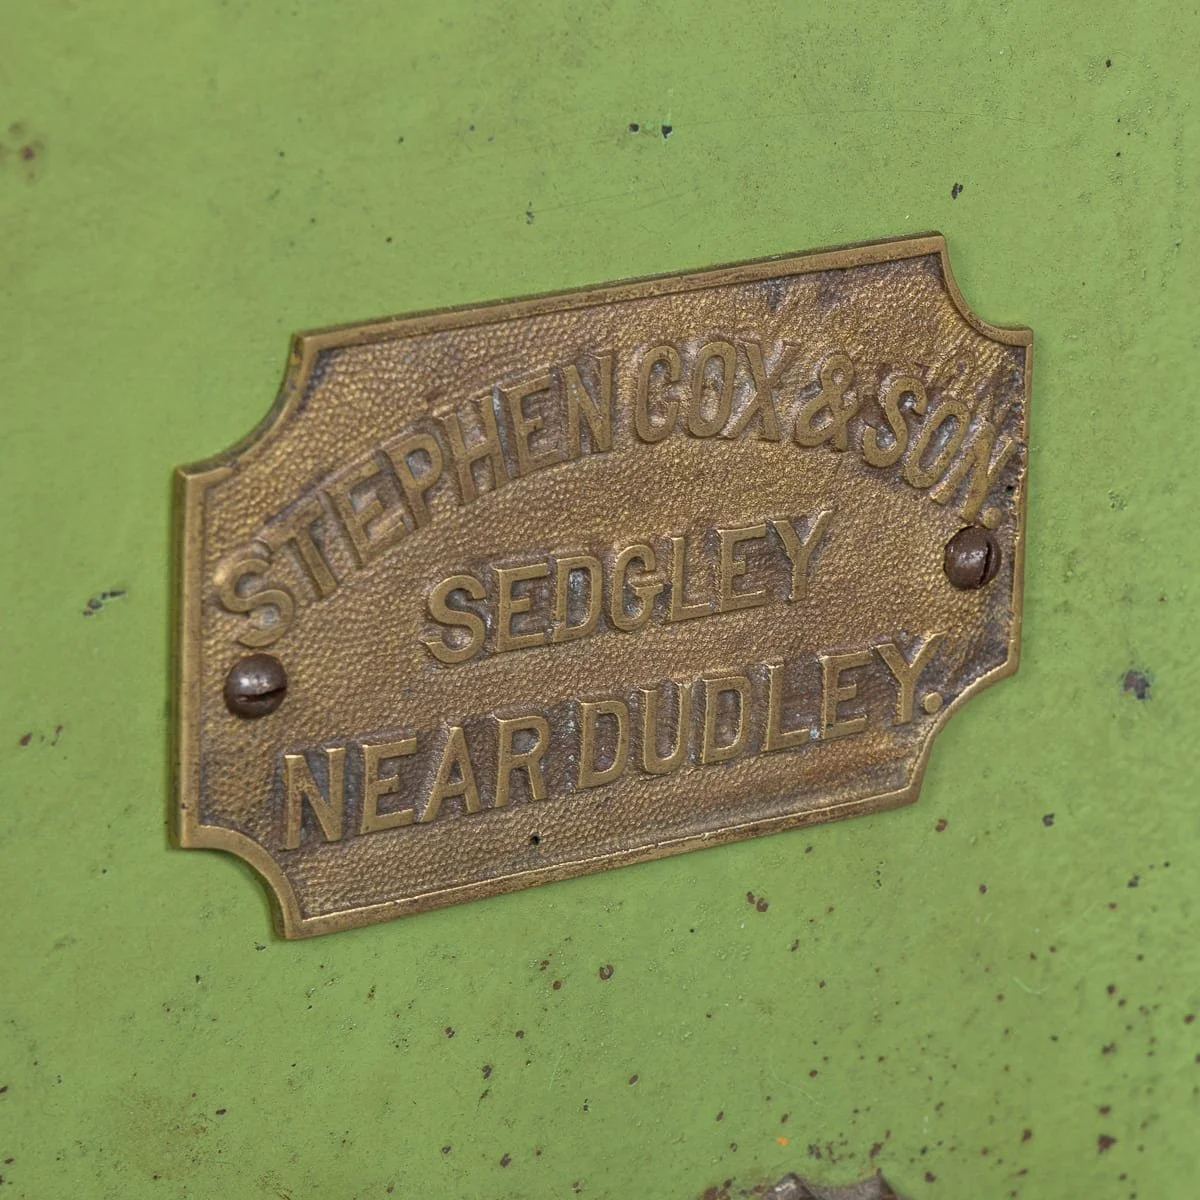 STEPHEN COX & SON.
SEDGLEY
NEAR DUDLEY.